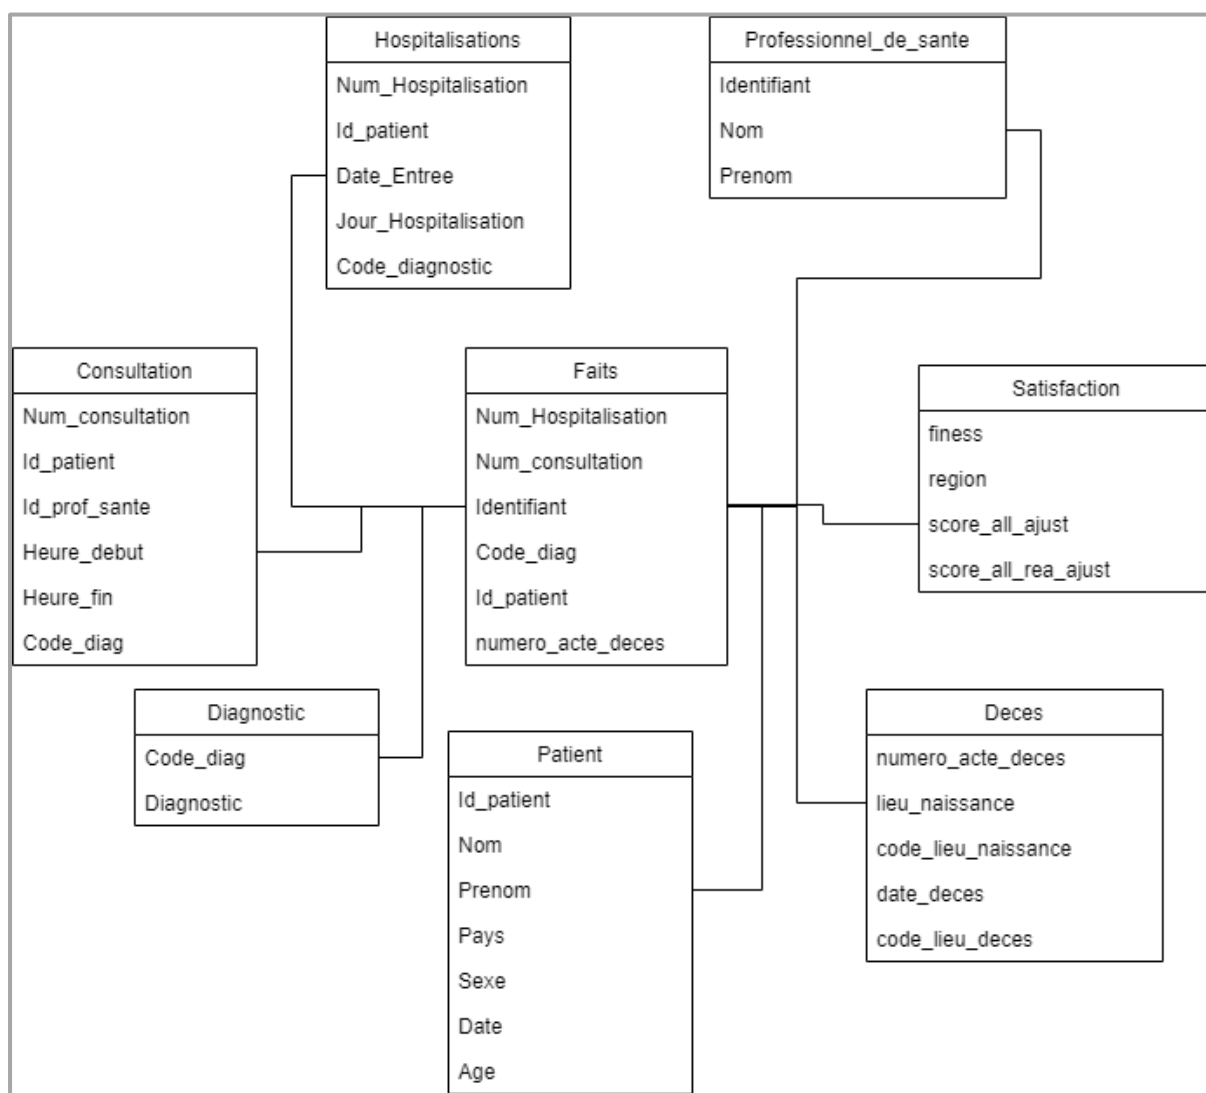 Hospitalisations
Num_Hospitalisation
Id_patient
Date_Entree
Jour_Hospitalisation
Code_diagnostic
Professionnel_de_sante
Identifiant
Nom
Prenom
Consultation
Num_consultation
Id_patient
Id_prof_sante
Heure_debut
Heure_fin
Code_diag
Faits
Num_Hospitalisation
Num_consultation
Identifiant
Code_diag
Id_patient
numero_acte_deces
Satisfaction
finess
region
score_all_ajust
score_all_rea_ajust
Diagnostic
Code_diag
Diagnostic
Patient
Id_patient
Nom
Prenom
Pays
Sexe
Date
Age
Deces
numero_acte_deces
lieu_naissance
code_lieu_naissance
date_deces
code_lieu_deces